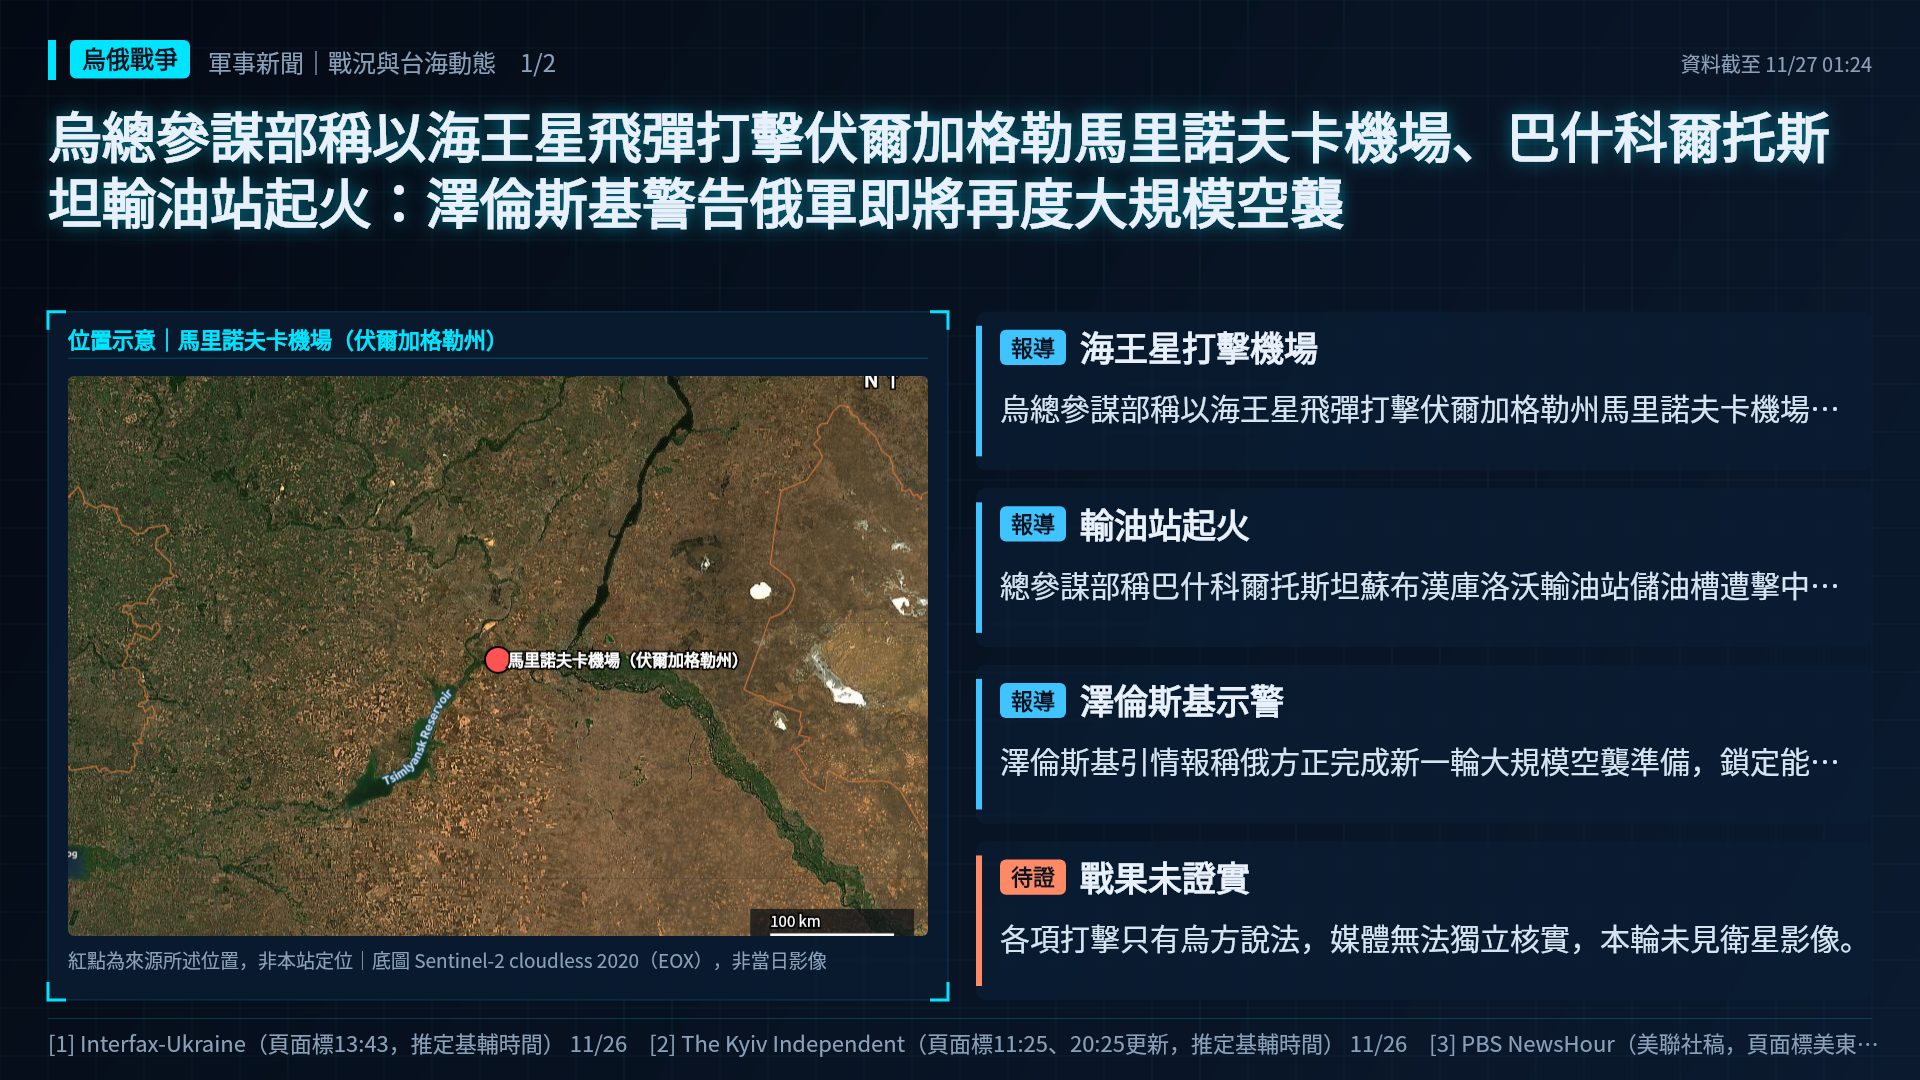 烏俄戰爭 軍事新聞｜戰況與台海動態 1/2
資料截至 11/27 01:24
烏總參謀部稱以海王星飛彈打擊伏爾加格勒馬里諾夫卡機場、巴什科爾托斯
坦輸油站起火：澤倫斯基警告俄軍即將再度大規模空襲
位置示意｜馬里諾夫卡機場（伏爾加格勒州）
N
馬里諾夫卡機場（伏爾加格勒州）
Tsimlyansk Reservoir
og
100 km
紅點為來源所述位置，非本站定位｜底圖 Sentinel-2 cloudless 2020（EOX），非當日影像
報導 海王星打擊機場
烏總參謀部稱以海王星飛彈打擊伏爾加格勒州馬里諾夫卡機場…
報導 輸油站起火
總參謀部稱巴什科爾托斯坦蘇布漢庫洛沃輸油站儲油槽遭擊中…
報導 澤倫斯基示警
澤倫斯基引情報稱俄方正完成新一輪大規模空襲準備，鎖定能…
待證 戰果未證實
各項打擊只有烏方說法，媒體無法獨立核實，本輪未見衛星影像。
[1] Interfax-Ukraine（頁面標13:43，推定基輔時間） 11/26 [2] The Kyiv Independent（頁面標11:25、20:25更新，推定基輔時間） 11/26 [3] PBS NewsHour（美聯社稿，頁面標美東…